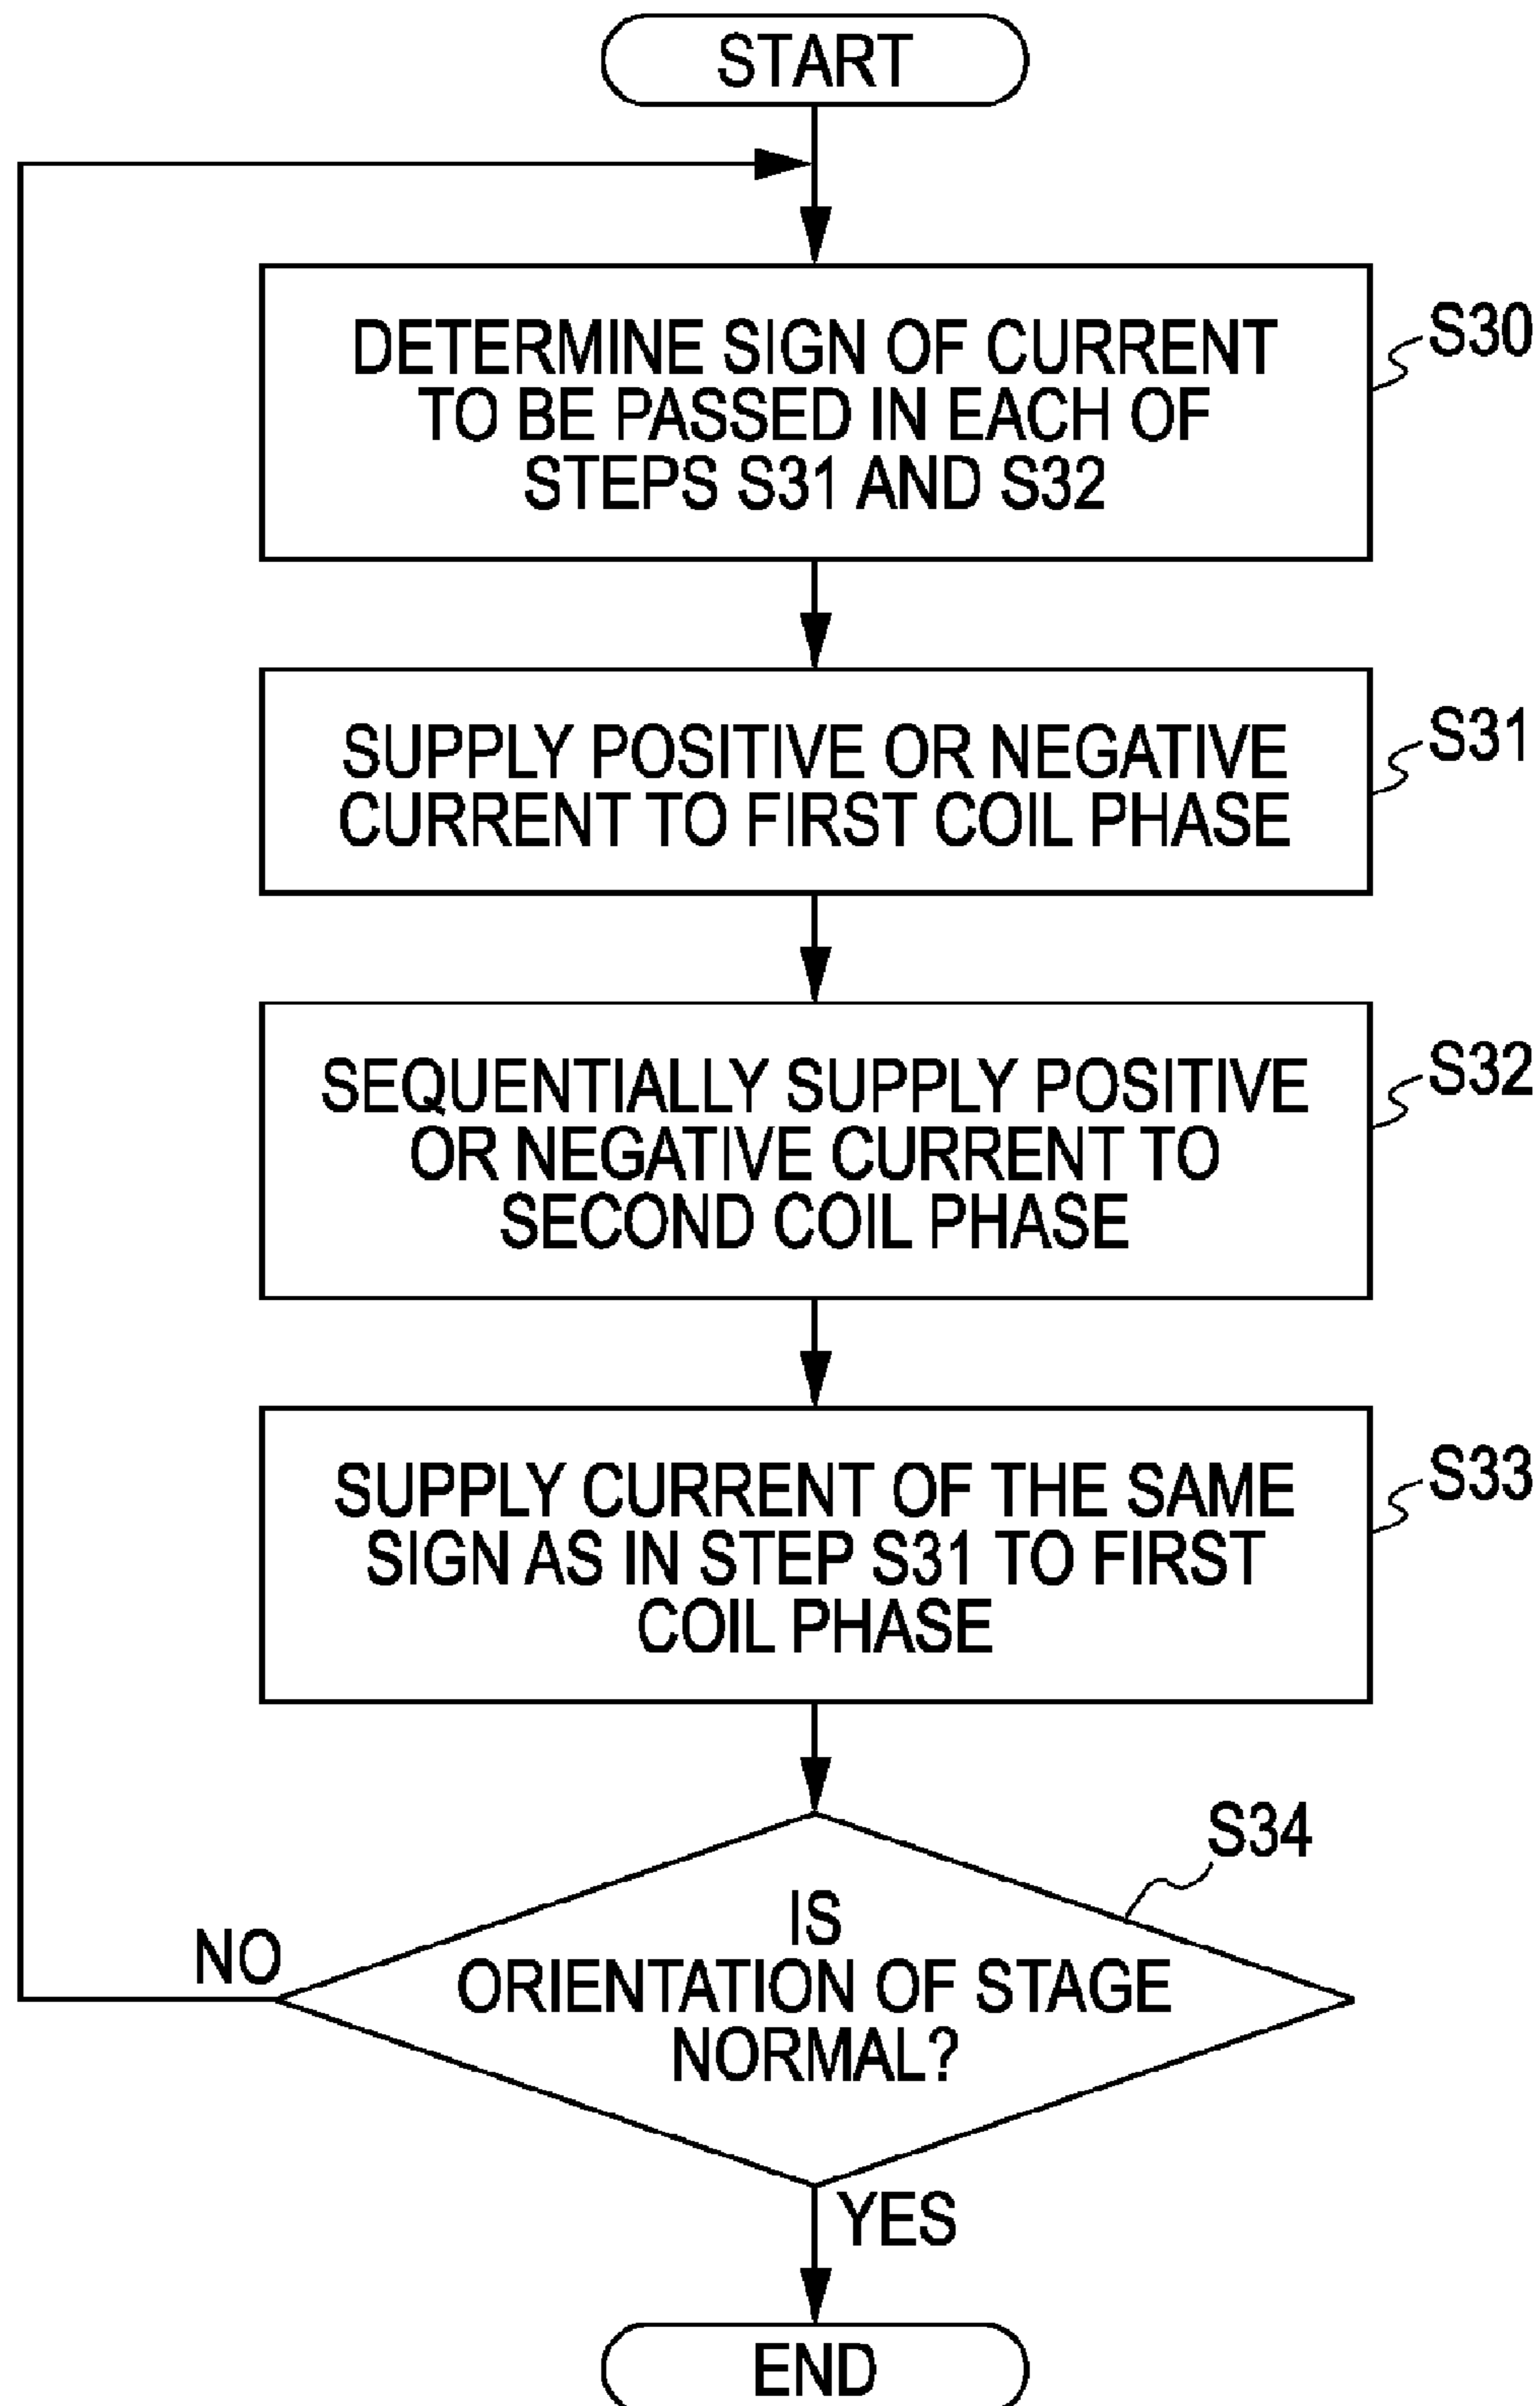 START
DETERMINE SIGN OF CURRENT
TO BE PASSED IN EACH OF
STEPS S31 AND S32
S30
SUPPLY POSITIVE OR NEGATIVE
CURRENT TO FIRST COIL PHASE
S31
SEQUENTIALLY SUPPLY POSITIVE
OR NEGATIVE CURRENT TO
SECOND COIL PHASE
S32
SUPPLY CURRENT OF THE SAME
SIGN AS IN STEP S31 TO FIRST
COIL PHASE
S33
S34
IS
ORIENTATION OF STAGE
NORMAL?
NO
YES
END